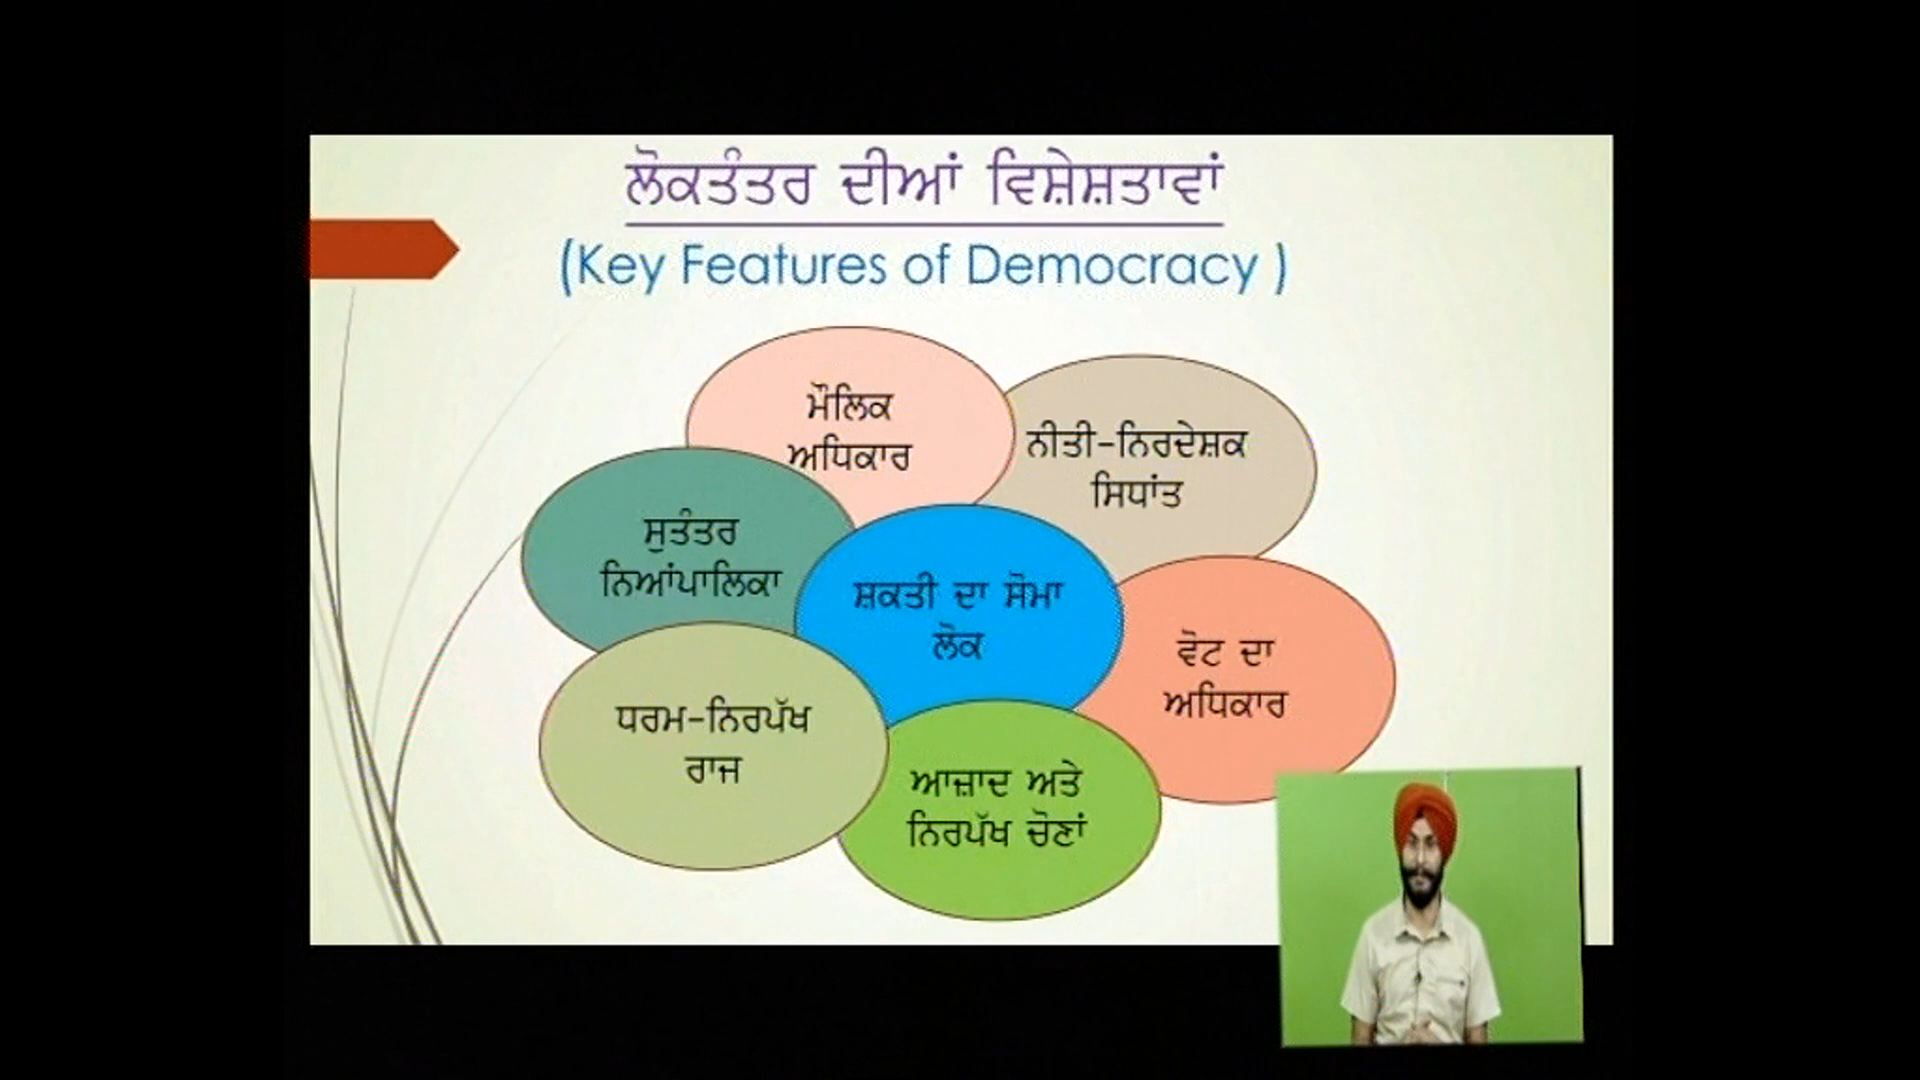 ਲੋਕਤੰਤਰ ਦੀਆਂ ਵਿਸ਼ੇਸ਼ਤਾਵਾਂ
(Key Features of Democracy )
ਮੌਲਿਕ
ਅਧਿਕਾਰ
ਨੀਤੀ-ਨਿਰਦੇਸ਼ਕ
ਸਿਧਾਂਤ
ਸੁਤੰਤਰ
ਨਿਆਂਪਾਲਿਕਾ
ਸ਼ਕਤੀ ਦਾ ਸੋਮਾ
ਲੋਕ
ਵੋਟ ਦਾ
ਅਧਿਕਾਰ
ਧਰਮ-ਨਿਰਪੱਖ
ਰਾਜ
ਆਜ਼ਾਦ ਅਤੇ
ਨਿਰਪੱਖ ਚੋਣਾਂ